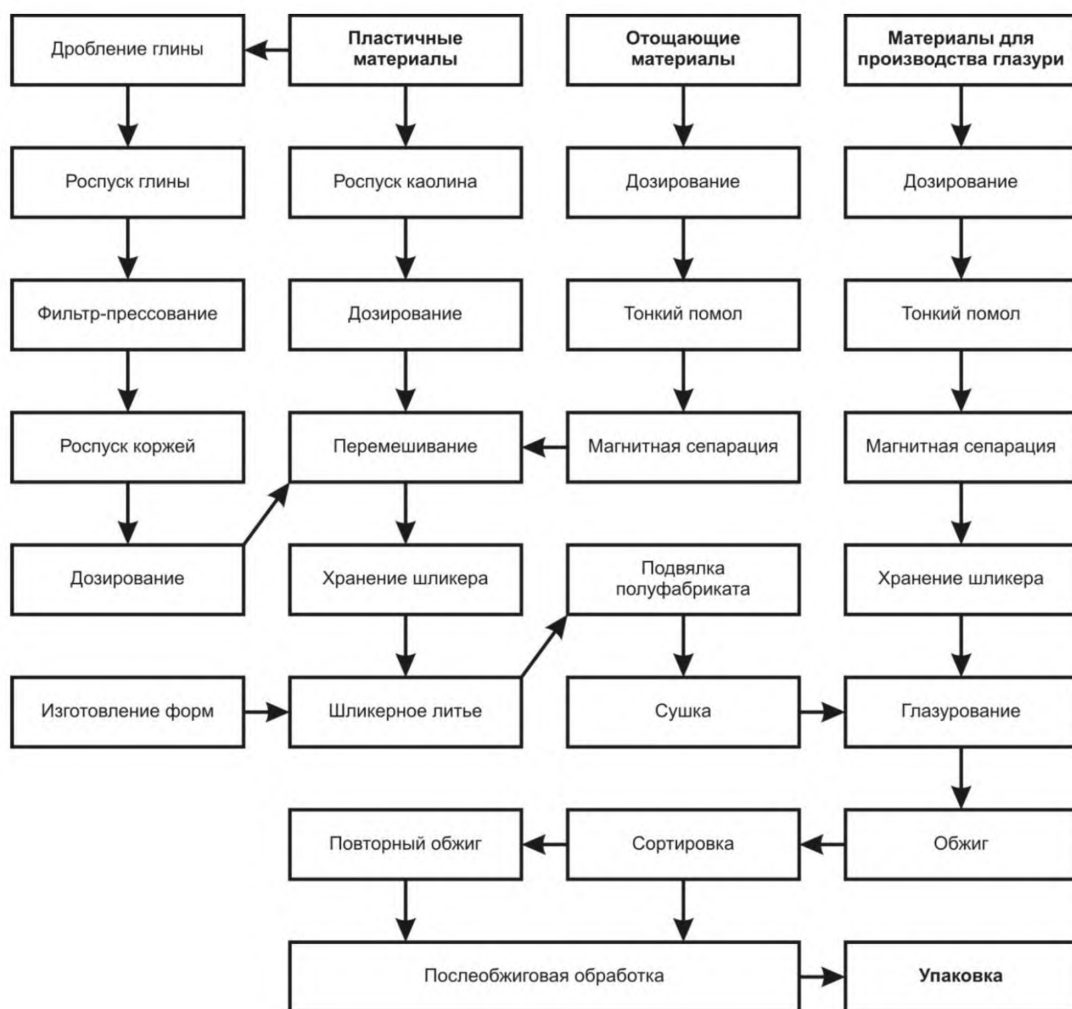 Дробление глины
Пластичные
материалы
Отощающие
материалы
Материалы для
производства глазури
Роспуск глины
Роспуск каолина
Дозирование
Дозирование
Фильтр-прессование
Дозирование
Тонкий помол
Тонкий помол
Роспуск коржей
Перемешивание
Магнитная сепарация
Магнитная сепарация
Дозирование
Хранение шликера
Подвялка
полуфабриката
Хранение шликера
Изготовление форм
Шликерное литье
Сушка
Глазурование
Повторный обжиг
Сортировка
Обжиг
Послеобжиговая обработка
Упаковка